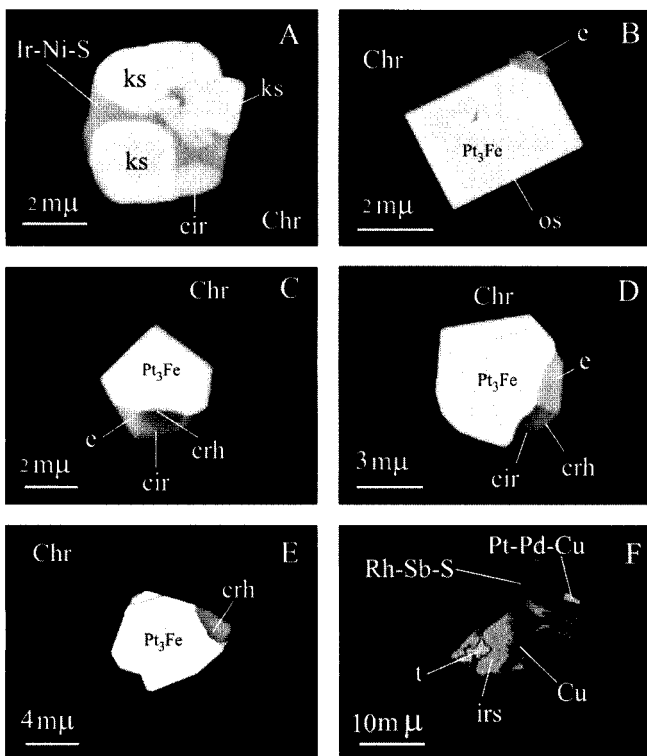 A
Ir-Ni-S
ks
ks
ks
cir
Chr
2 mμ
B
e
Chr
Pt₃Fe
os
2 mμ
C
Chr
Pt₃Fe
e
crh
cir
2 mμ
D
Chr
Pt₃Fe
e
crh
cir
3 mμ
E
Chr
crh
Pt₃Fe
4 mμ
F
Pt-Pd-Cu
Rh-Sb-S
t
irs
Cu
10m μ